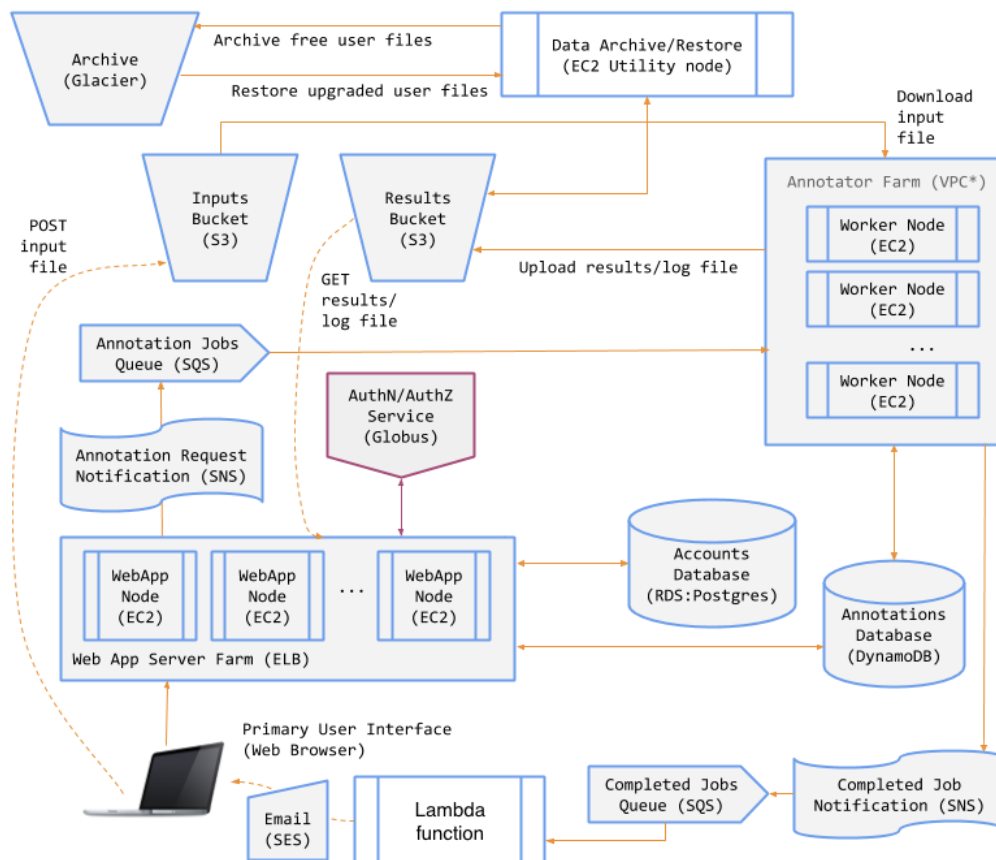 Archive
(Glacier)
Archive free user files
Restore upgraded user files
Data Archive/Restore
(EC2 Utility node)
Download
input
file
Inputs
Bucket
(S3)
Results
Bucket
(S3)
Annotator Farm (VPC*)
Worker Node
(EC2)
Worker Node
(EC2)
...
Worker Node
(EC2)
POST
input
file
GET
results/
log file
Upload results/log file
Annotation Jobs
Queue (SQS)
AuthN/AuthZ
Service
(Globus)
Annotation Request
Notification (SNS)
WebApp
Node
(EC2)
WebApp
Node
(EC2)
...
WebApp
Node
(EC2)
Web App Server Farm (ELB)
Accounts
Database
(RDS:Postgres)
Annotations
Database
(DynamoDB)
Primary User Interface
(Web Browser)
Email
(SES)
Lambda
function
Completed Jobs
Queue (SQS)
Completed Job
Notification (SNS)